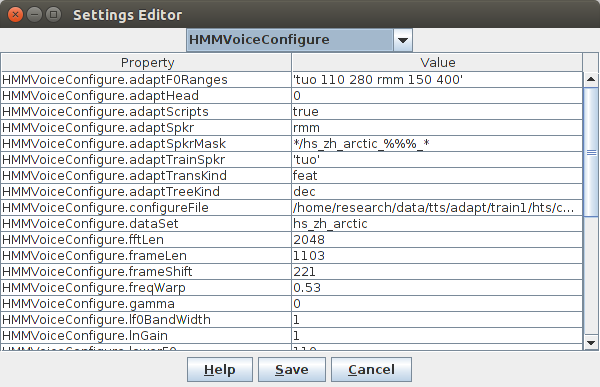 Settings Editor
HMMVoiceConfigure
Property Value
HMMVoiceConfigure.adaptF0Ranges 'tuo 110 280 rmm 150 400'
HMMVoiceConfigure.adaptHead 0
HMMVoiceConfigure.adaptScripts true
HMMVoiceConfigure.adaptSpkr rmm
HMMVoiceConfigure.adaptSpkrMask */hs_zh_arctic_%%%_*
HMMVoiceConfigure.adaptTrainSpkr 'tuo'
HMMVoiceConfigure.adaptTransKind feat
HMMVoiceConfigure.adaptTreeKind dec
HMMVoiceConfigure.configureFile /home/research/data/tts/adapt/train1/hts/c...
HMMVoiceConfigure.dataSet hs_zh_arctic
HMMVoiceConfigure.fftLen 2048
HMMVoiceConfigure.frameLen 1103
HMMVoiceConfigure.frameShift 221
HMMVoiceConfigure.freqWarp 0.53
HMMVoiceConfigure.gamma 0
HMMVoiceConfigure.lf0BandWidth 1
HMMVoiceConfigure.lnGain 1
HMMVoiceConfigure.lowerF0 110
Help Save Cancel